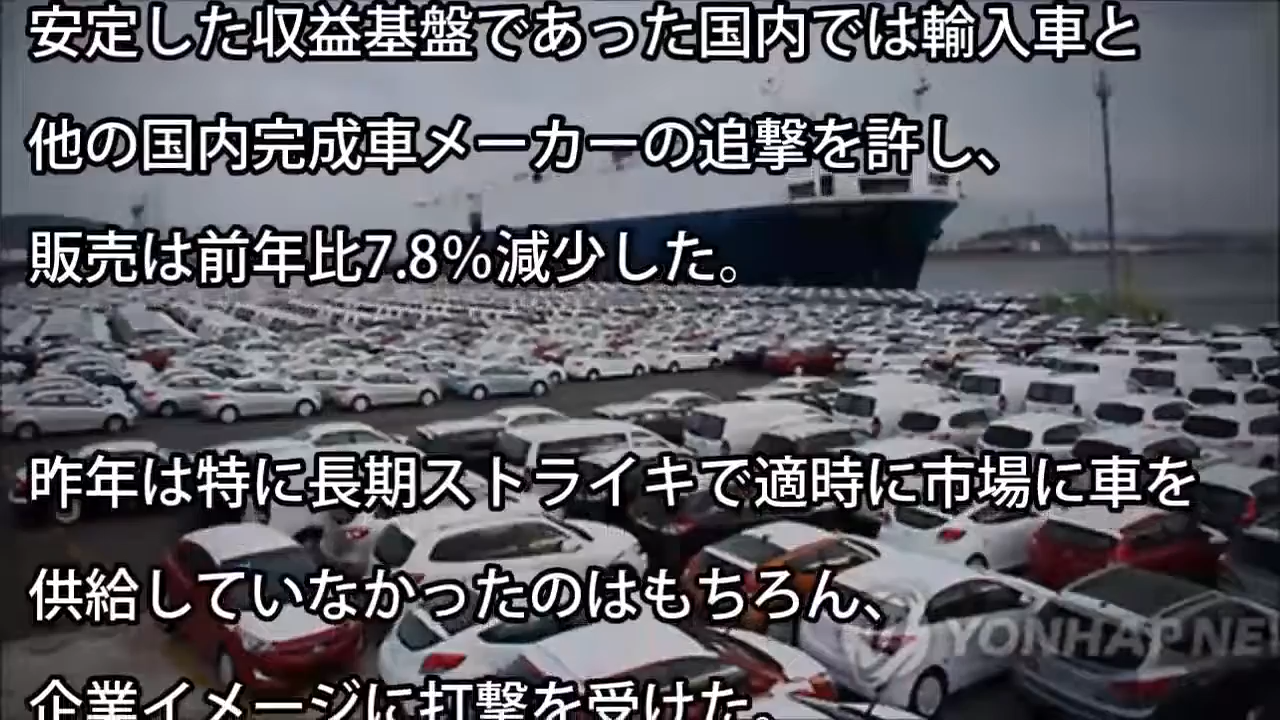 安定した収益基盤であった国内では輸入車と
他の国内完成車メーカーの追撃を許し、
販売は前年比7.8%減少した。
昨年は特に長期ストライキで適時に市場に車を
供給していなかったのはもちろん、
YONHAP NE
企業イメージに打撃を受けた。